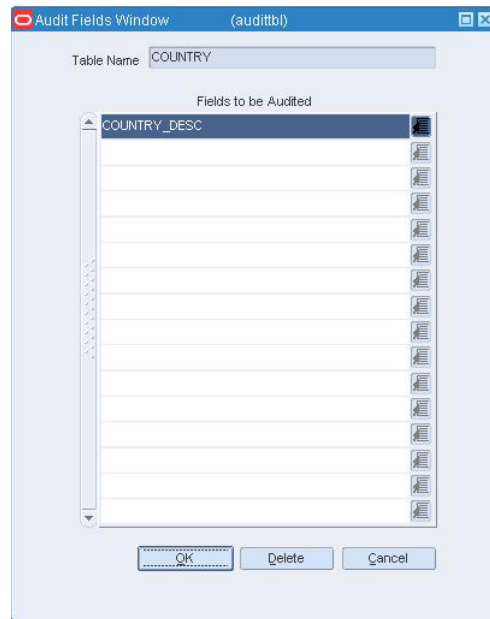 Audit Fields Window (audittbl)
Table Name COUNTRY
Fields to be Audited
COUNTRY_DESC
OK Delete Cancel